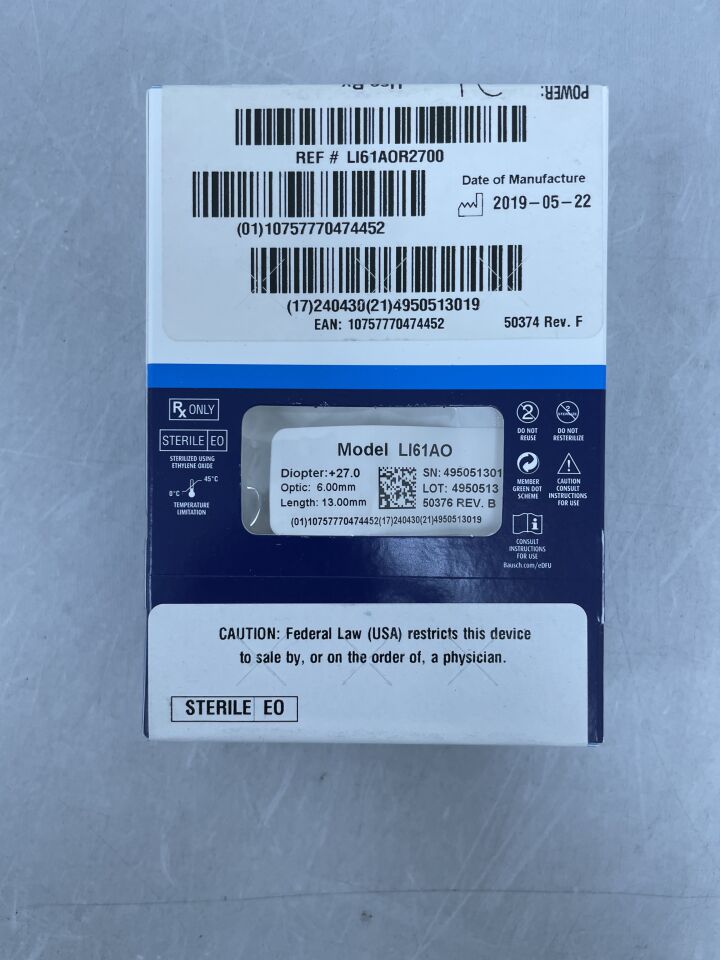 POWER:
REF # LI61AOR2700
Date of Manufacture
2019-05-22
(01)10757770474452
(17)240430(21)4950513019
EAN: 10757770474452
50374 Rev. F
Rx ONLY
STERILE EO
STERILIZED USING
ETHYLENE OXIDE
0°C
45°C
TEMPERATURE
LIMITATION
Model LI61AO
Diopter:+27.0
Optic: 6.00mm
Length: 13.00mm
SN: 495051301
LOT: 4950513
50376 REV. B
(01)10757770474452(17)240430(21)4950513019
2
DO NOT
REUSE
2
STERILIZE
DO NOT
RESTERILIZE
MEMBER
GREEN DOT
SCHEME
CAUTION
CONSULT
INSTRUCTIONS
FOR USE
i
CONSULT
INSTRUCTIONS
FOR USE
Bausch.com/eDFU
CAUTION: Federal Law (USA) restricts this device
to sale by, or on the order of, a physician.
STERILE EO